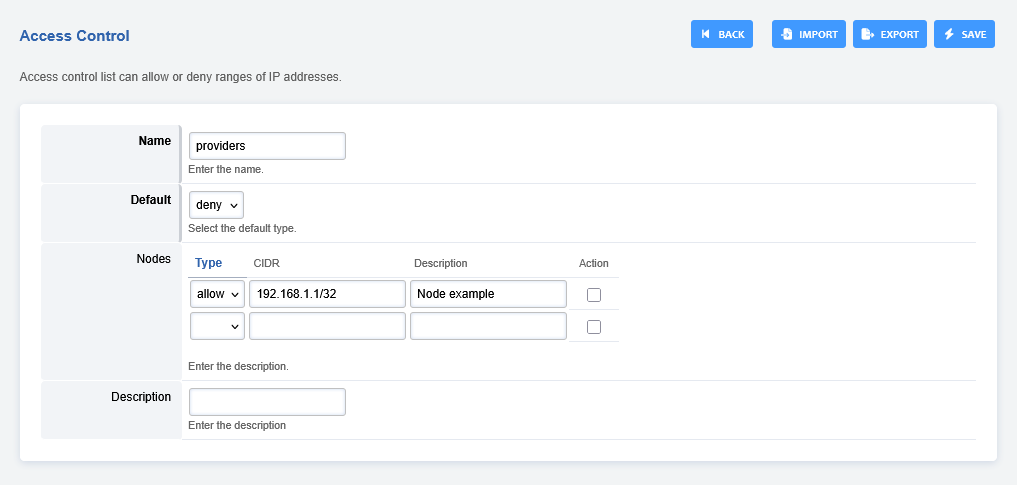 Access Control
BACK IMPORT EXPORT SAVE
Access control list can allow or deny ranges of IP addresses.
Name
providers
Enter the name.
Default
deny
Select the default type.
Nodes
Type CIDR Description Action
allow 192.168.1.1/32 Node example
Enter the description.
Description
Enter the description